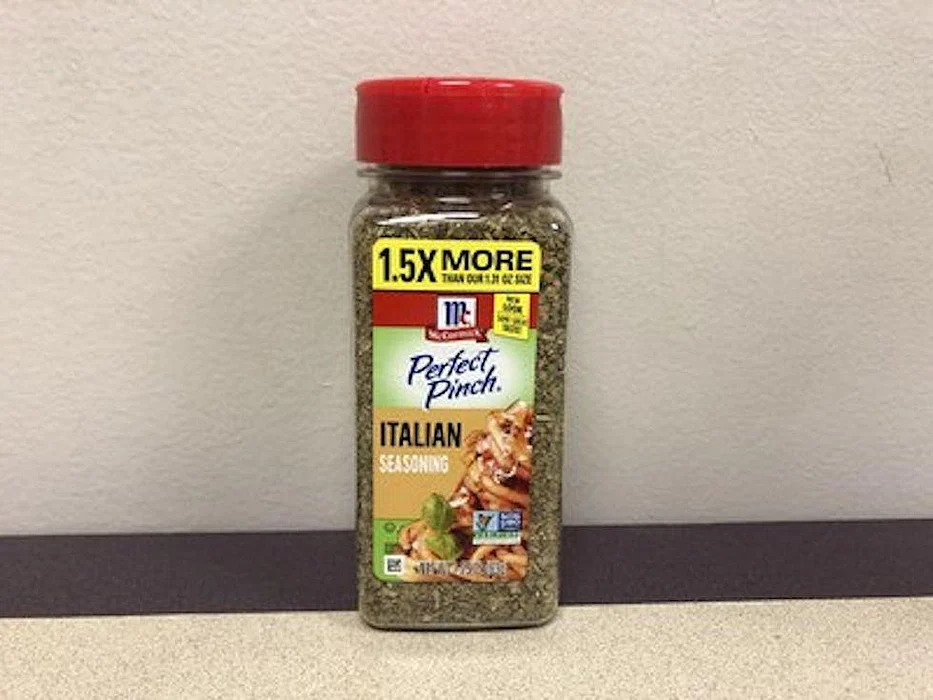 1.5X MORE
THAN OUR 1.31 OZ SIZE
Mc
McCormick
Perfect
Pinch®
ITALIAN
SEASONING